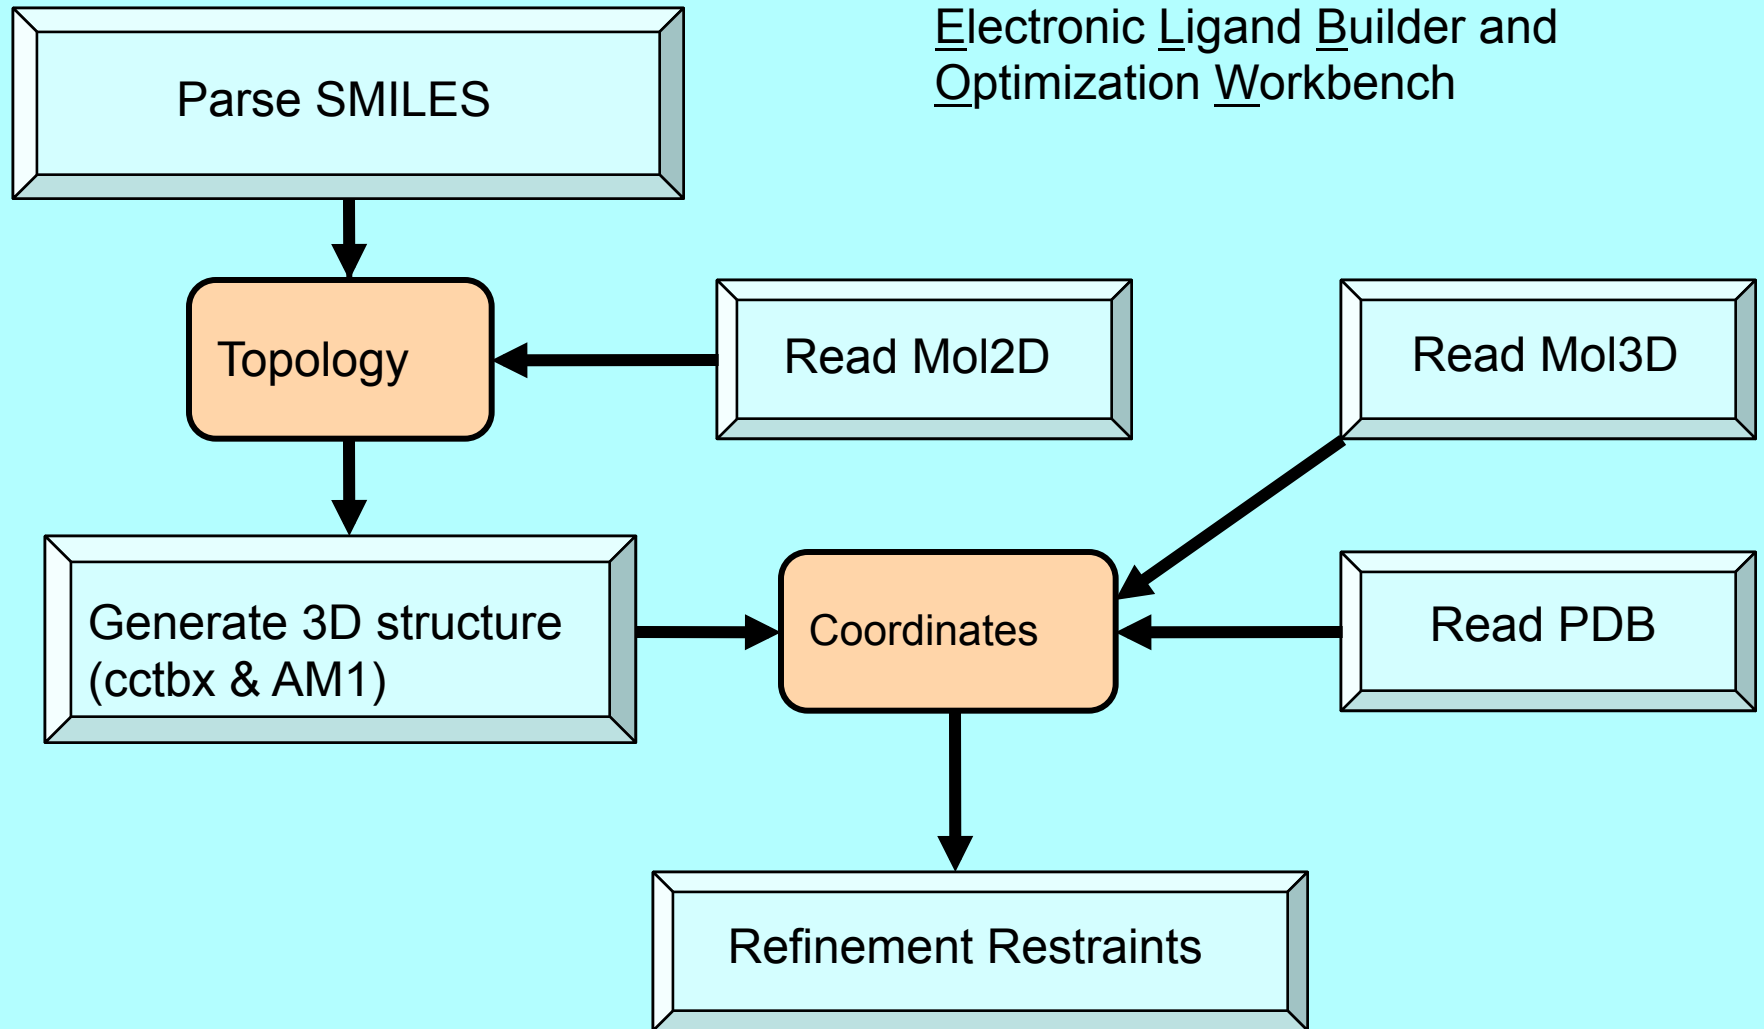 Electronic Ligand Builder and
Optimization Workbench
Parse SMILES
Topology
Read Mol2D
Read Mol3D
Generate 3D structure
(cctbx & AM1)
Coordinates
Read PDB
Refinement Restraints